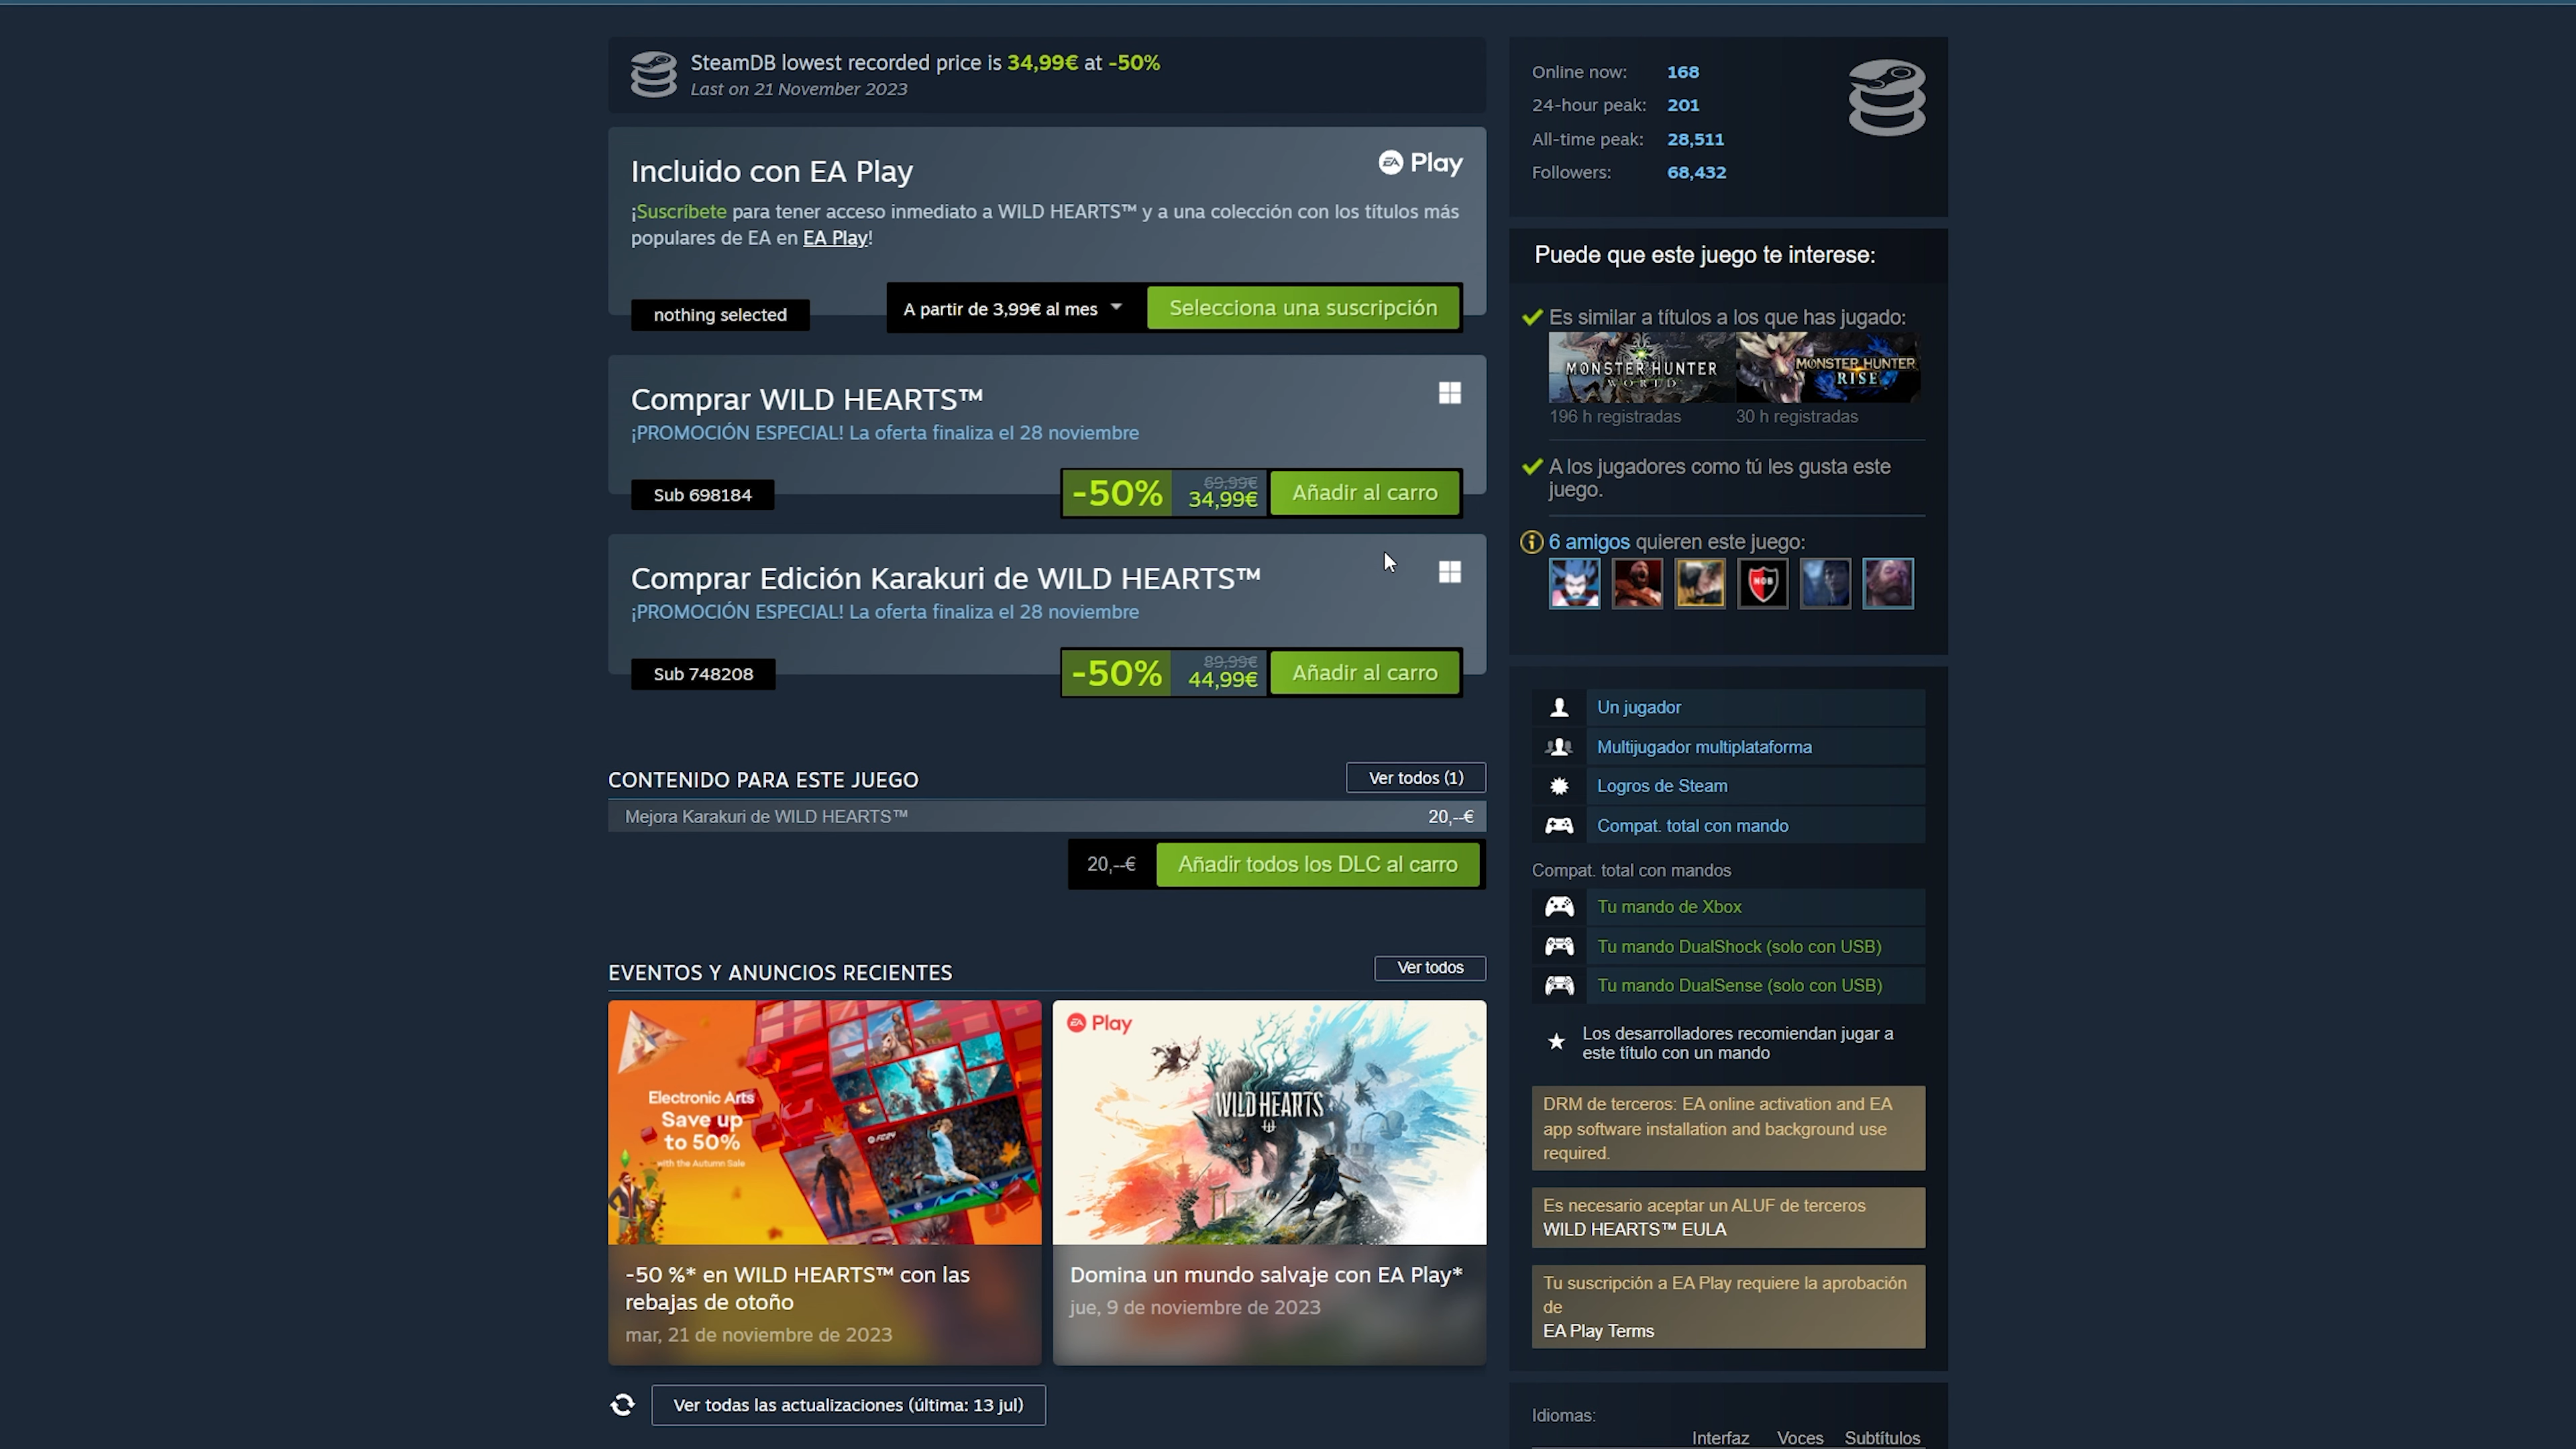 SteamDB lowest recorded price is 34,99€ at -50%
Last on 21 November 2023
Incluido con EA Play
EA Play
¡Suscríbete para tener acceso inmediato a WILD HEARTS™ y a una colección con los títulos más
populares de EA en EA Play!
nothing selected
A partir de 3,99€ al mes
Selecciona una suscripción
Comprar WILD HEARTS™
¡PROMOCIÓN ESPECIAL! La oferta finaliza el 28 noviembre
Sub 698184
-50%
69,99€
34,99€
Añadir al carro
Comprar Edición Karakuri de WILD HEARTS™
¡PROMOCIÓN ESPECIAL! La oferta finaliza el 28 noviembre
Sub 748208
-50%
89,99€
44,99€
Añadir al carro
CONTENIDO PARA ESTE JUEGO
Ver todos (1)
Mejora Karakuri de WILD HEARTS™ 20,--€
20,--€
Añadir todos los DLC al carro
EVENTOS Y ANUNCIOS RECIENTES
Ver todos
Electronic Arts
Save up
to 50%
with the Autumn Sale
-50 %* en WILD HEARTS™ con las
rebajas de otoño
mar, 21 de noviembre de 2023
EA Play
WILD HEARTS
Domina un mundo salvaje con EA Play*
jue, 9 de noviembre de 2023
Ver todas las actualizaciones (última: 13 jul)
Online now: 168
24-hour peak: 201
All-time peak: 28,511
Followers: 68,432
Puede que este juego te interese:
Es similar a títulos a los que has jugado:
MONSTER HUNTER
WORLD
MONSTER HUNTER
RISE
196 h registradas
30 h registradas
A los jugadores como tú les gusta este
juego.
6 amigos quieren este juego:
NOB
Un jugador
Multijugador multiplataforma
Logros de Steam
Compat. total con mando
Compat. total con mandos
Tu mando de Xbox
Tu mando DualShock (solo con USB)
Tu mando DualSense (solo con USB)
Los desarrolladores recomiendan jugar a
este título con un mando
DRM de terceros: EA online activation and EA
app software installation and background use
required.
Es necesario aceptar un ALUF de terceros
WILD HEARTS™ EULA
Tu suscripción a EA Play requiere la aprobación
de
EA Play Terms
Idiomas:
Interfaz Voces Subtítulos